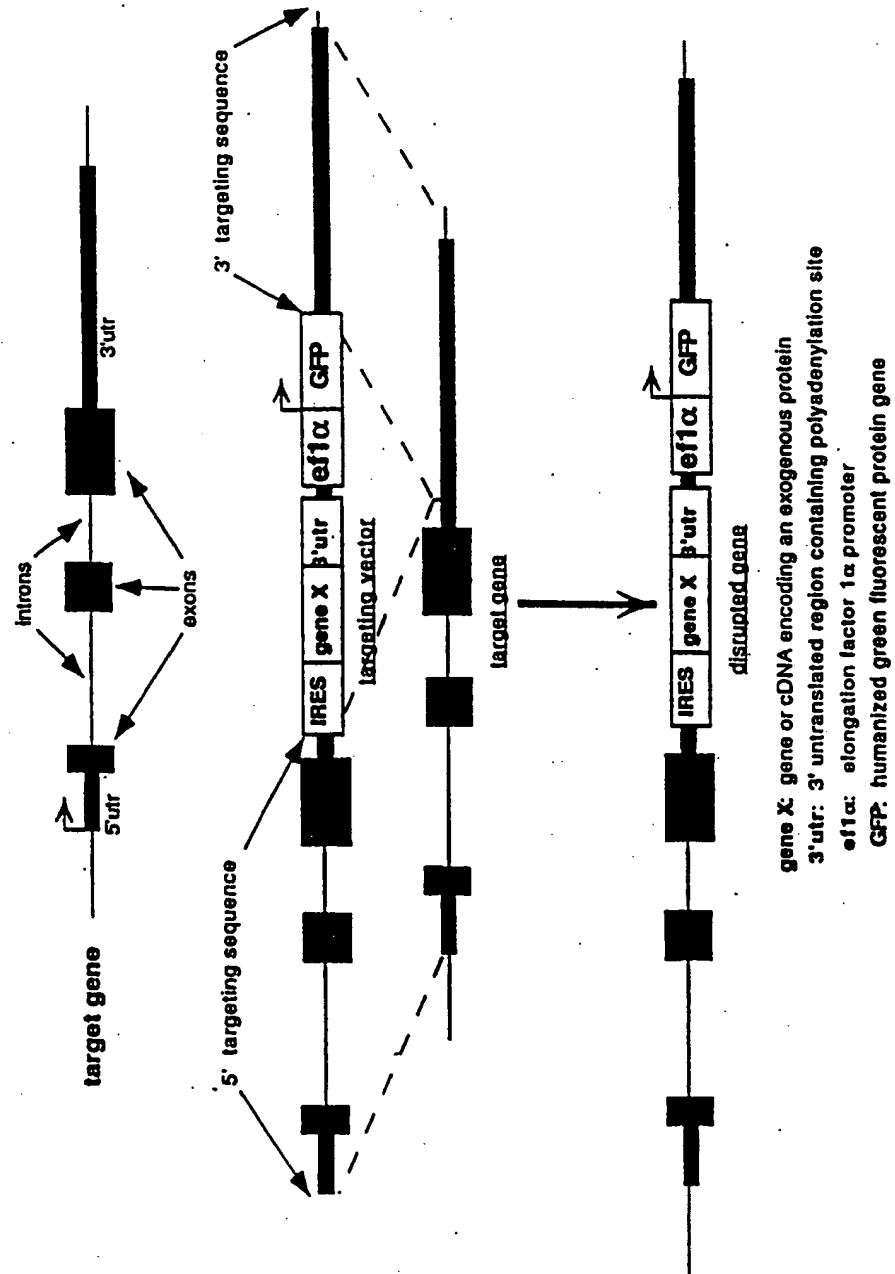 target gene
5'utr
introns
exons
3'utr
5' targeting sequence
3' targeting sequence
IRES gene X 3'utr ef1α GFP
targeting vector
target gene
IRES gene X 3'utr ef1α GFP
disrupted gene
gene X: gene or cDNA encoding an exogenous protein
3'utr: 3' untranslated region containing polyadenylation site
ef1α: elongation factor 1α promoter
GFP: humanized green fluorescent protein gene